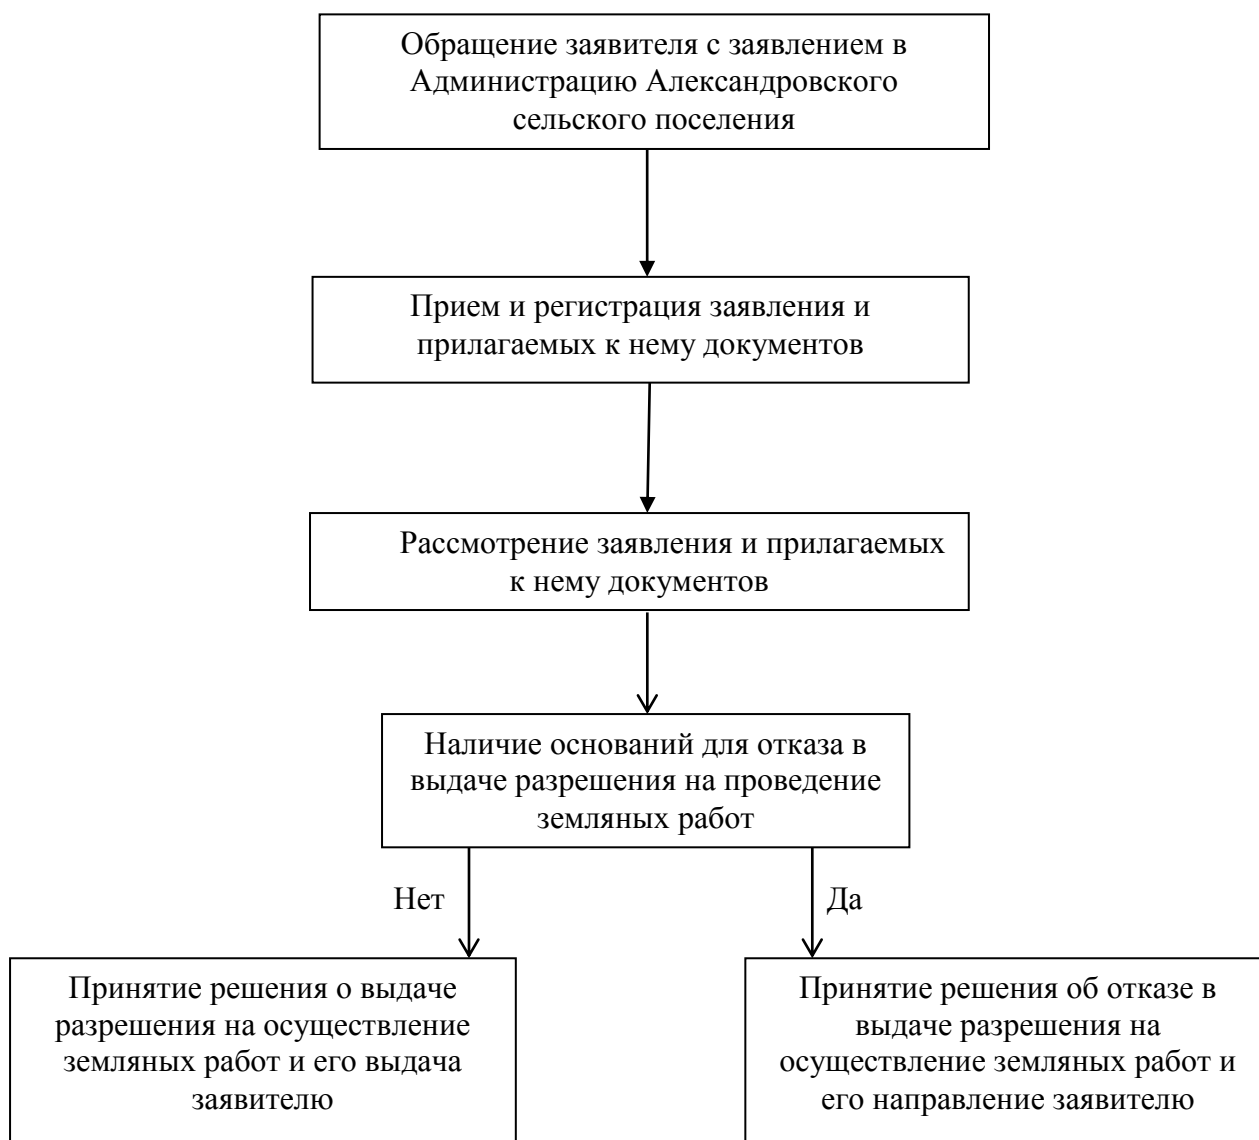 Обращение заявителя с заявлением в
Администрацию Александровского
сельского поселения
Прием и регистрация заявления и
прилагаемых к нему документов
Рассмотрение заявления и прилагаемых
к нему документов
Наличие оснований для отказа в
выдаче разрешения на проведение
земляных работ
Нет
Да
Принятие решения о выдаче
разрешения на осуществление
земляных работ и его выдача
заявителю
Принятие решения об отказе в
выдаче разрешения на
осуществление земляных работ и
его направление заявителю